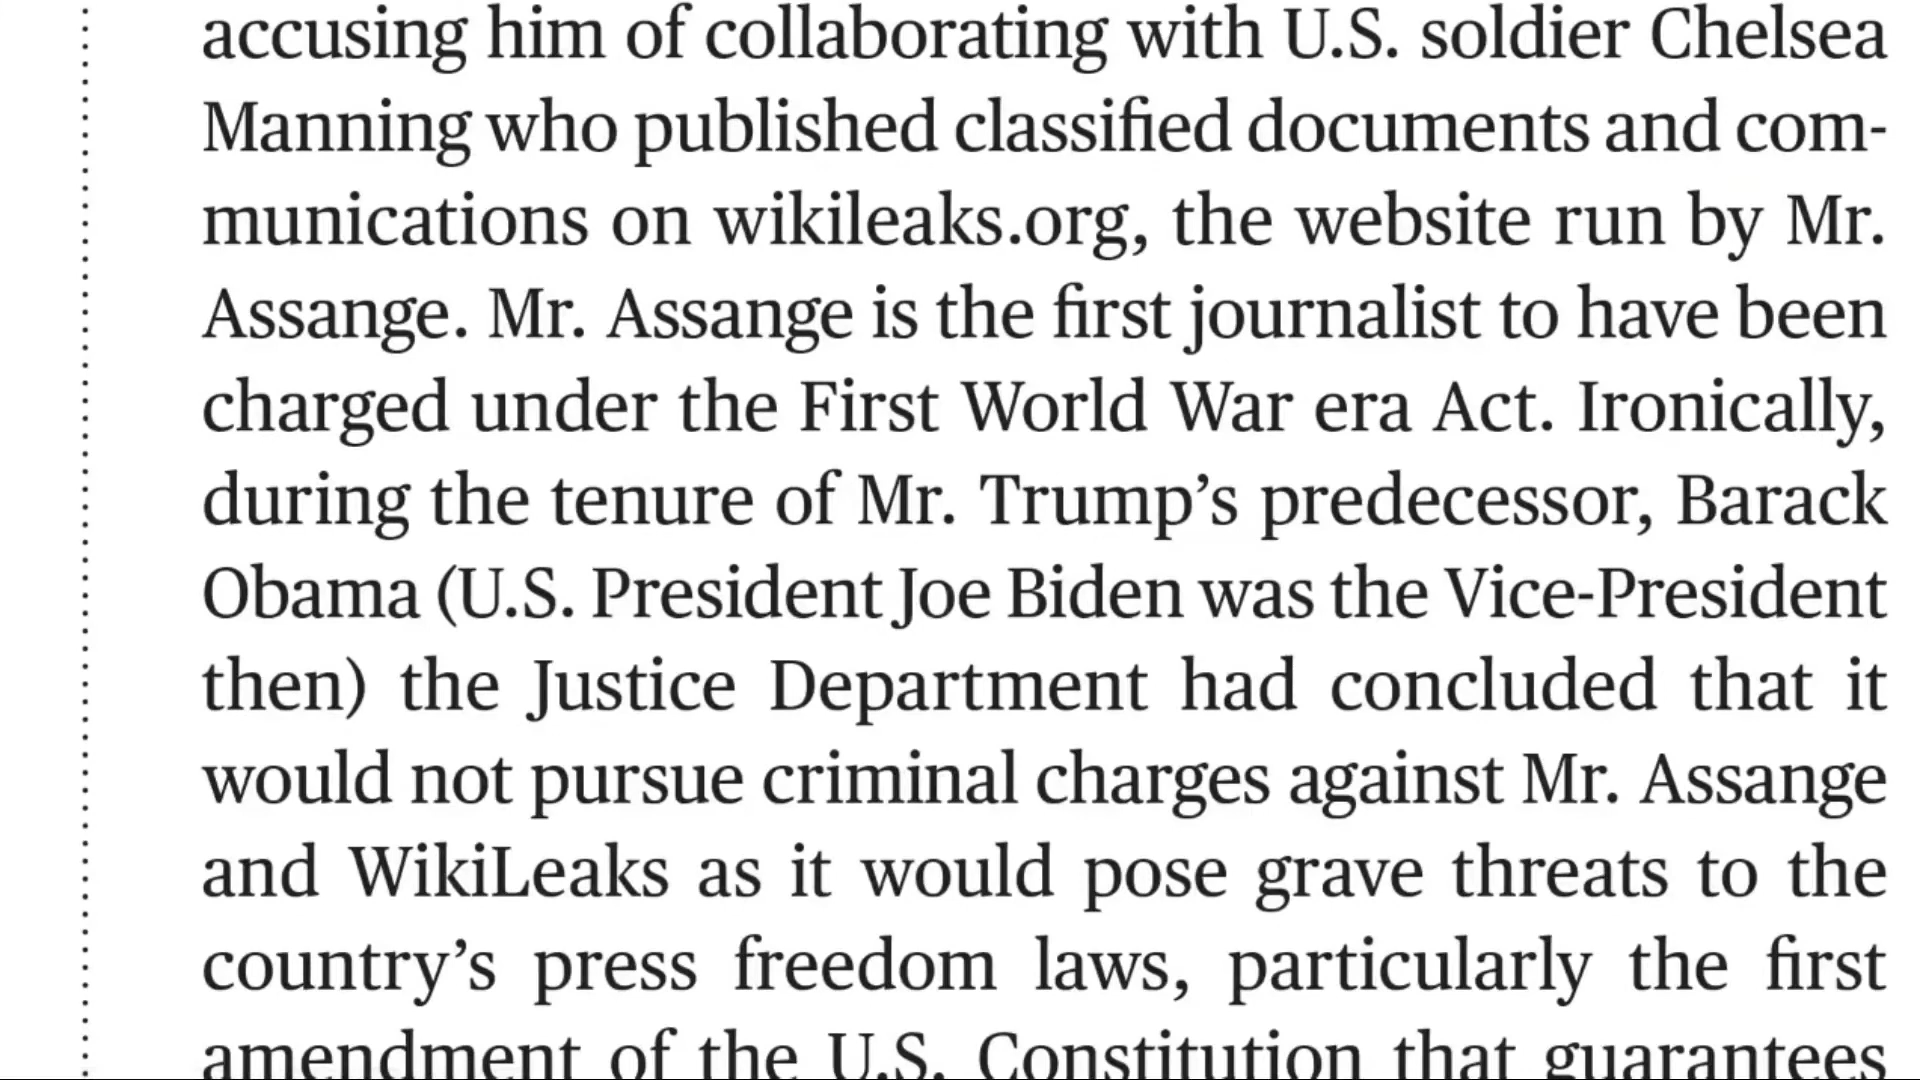 accusing him of collaborating with U.S. soldier Chelsea
Manning who published classified documents and com-
munications on wikileaks.org, the website run by Mr.
Assange. Mr. Assange is the first journalist to have been
charged under the First World War era Act. Ironically,
during the tenure of Mr. Trump’s predecessor, Barack
Obama (U.S. President Joe Biden was the Vice-President
then) the Justice Department had concluded that it
would not pursue criminal charges against Mr. Assange
and WikiLeaks as it would pose grave threats to the
country’s press freedom laws, particularly the first
amendment of the U.S. Constitution that guarantees